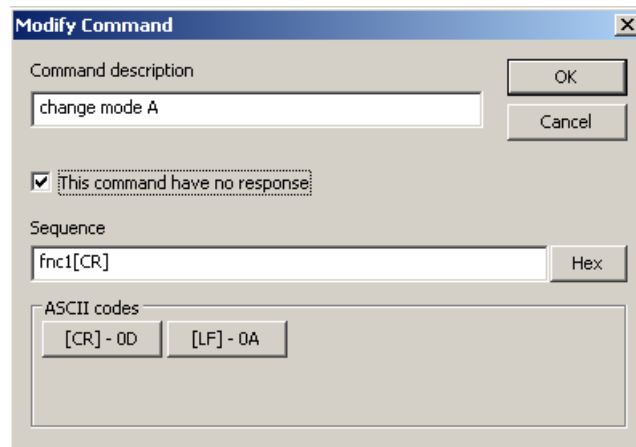 Modify Command
Command description
OK
change mode A
Cancel
This command have no response
Sequence
fnc1[CR]
Hex
ASCII codes
[CR] - 0D
[LF] - 0A